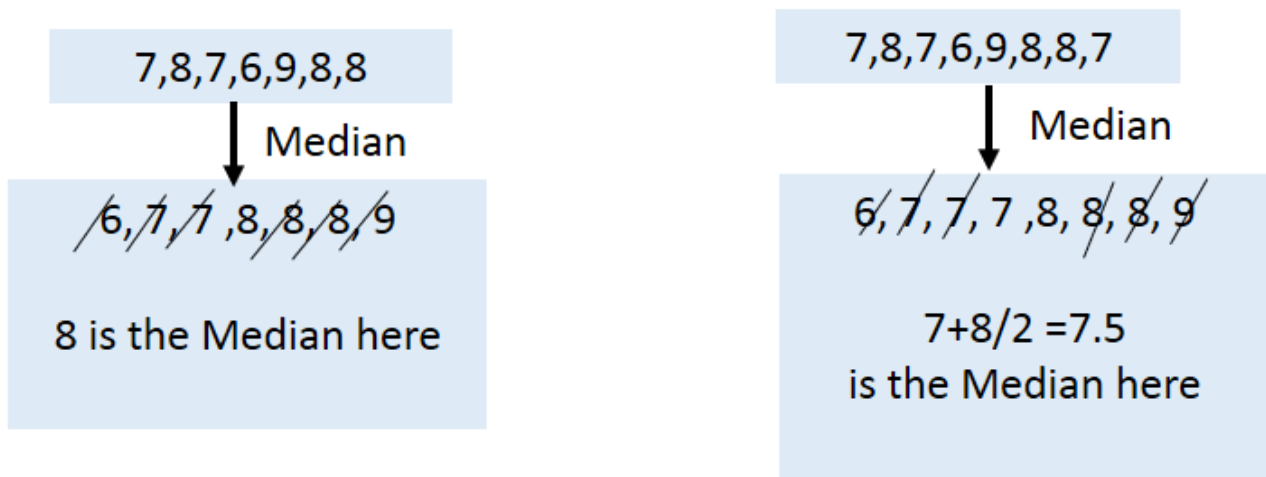 7,8,7,6,9,8,8
Median
6, 7, 7 ,8, 8, 8, 9
8 is the Median here
7,8,7,6,9,8,8,7
Median
6, 7, 7, 7 ,8, 8, 8, 9
7+8/2 =7.5
is the Median here